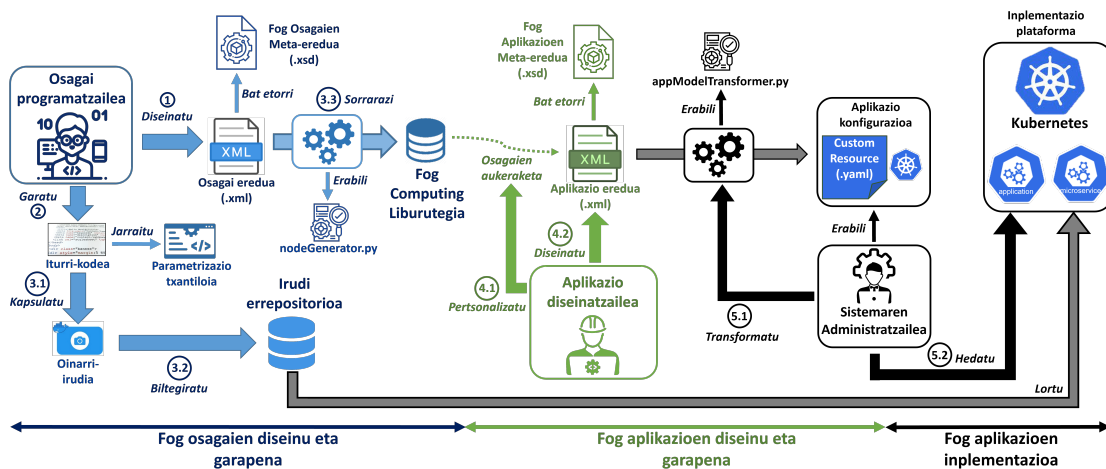 Fog Osagaien
Meta-eredua
(.xsd)
Osagai
programatzailea
10
01
1
Diseinatu
Bat etorri
XML
Osagai eredua
(.xml)
3.3
Sorrarazi
Erabili
nodeGenerator.py
Fog
Computing
Liburutegia
Garatu
2
Jarraitu
Iturri-kodea
Parametrizazio
txantiloia
3.1
Kapsulatu
Oinarri-
irudia
3.2
Biltegiratu
Irudi
errepositorioa
Fog
Aplikazioen
Meta-eredua
(.xsd)
Bat etorri
Osagaien
aukeraketa
XML
Aplikazio eredua
(.xml)
4.1
Pertsonalizatu
4.2
Diseinatu
Aplikazio
diseinatzailea
appModelTransformer.py
Erabili
5.1
Transformatu
Aplikazio
konfigurazioa
Custom
Resource
(.yaml)
Erabili
Sistemaren
Administratzailea
5.2
Hedatu
Lortu
Inplementazio
plataforma
Kubernetes
application
microservice
Fog osagaien diseinu eta
garapena
Fog aplikazioen diseinu eta
garapena
Fog aplikazioen
inplementazioa